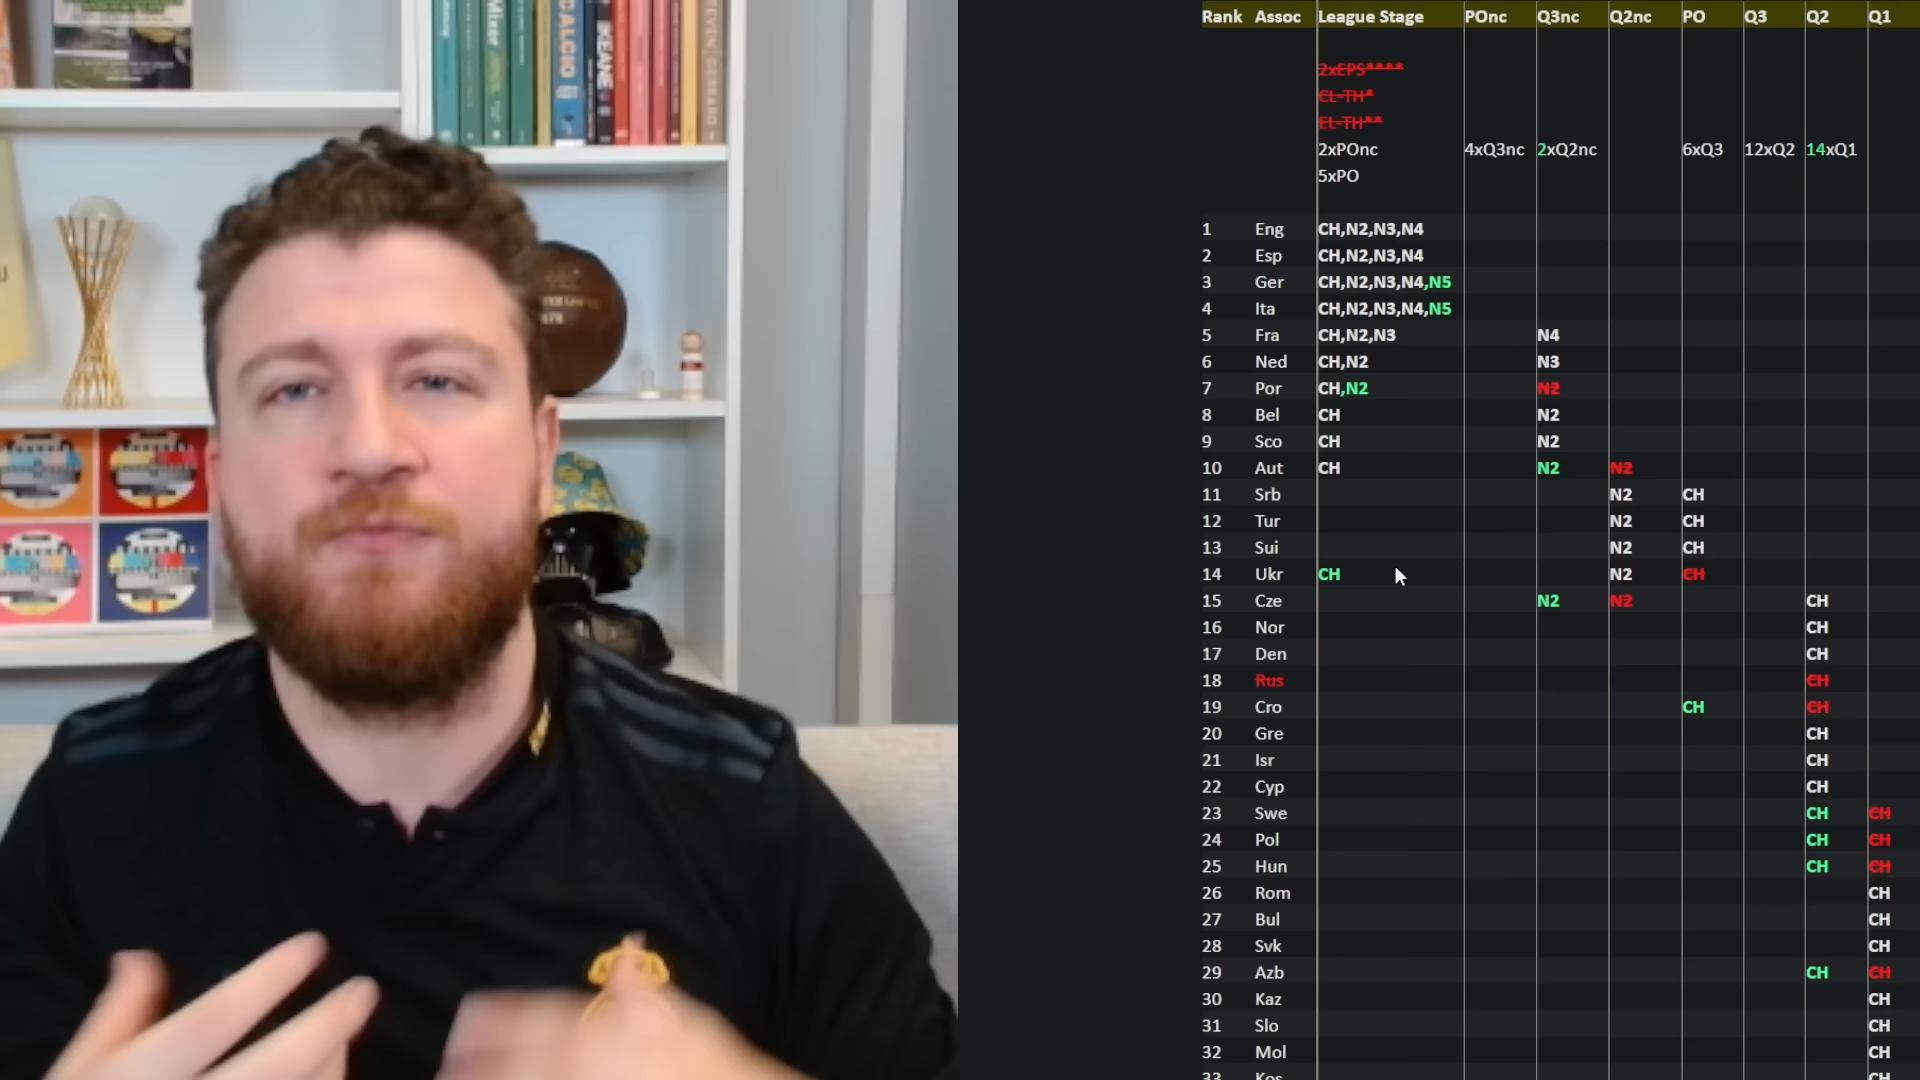 Mixer
CALCIO
KEANE
STEVEN GERRARD
Rank Assoc League Stage POnc Q3nc Q2nc PO Q3 Q2 Q1
2xEPS****
CL-TH*
EL-TH**
2xPOnc 4xQ3nc 2xQ2nc 6xQ3 12xQ2 14xQ1
5xPO
1 Eng CH,N2,N3,N4
2 Esp CH,N2,N3,N4
3 Ger CH,N2,N3,N4,N5
4 Ita CH,N2,N3,N4,N5
5 Fra CH,N2,N3 N4
6 Ned CH,N2 N3
7 Por CH,N2 N2
8 Bel CH N2
9 Sco CH N2
10 Aut CH N2 N2
11 Srb N2 CH
12 Tur N2 CH
13 Sui N2 CH
14 Ukr CH N2 CH
15 Cze N2 N2 CH
16 Nor CH
17 Den CH
18 Rus CH
19 Cro CH CH
20 Gre CH
21 Isr CH
22 Cyp CH
23 Swe CH CH
24 Pol CH CH
25 Hun CH CH
26 Rom CH
27 Bul CH
28 Svk CH
29 Azb CH CH
30 Kaz CH
31 Slo CH
32 Mol CH
33 Kos CH